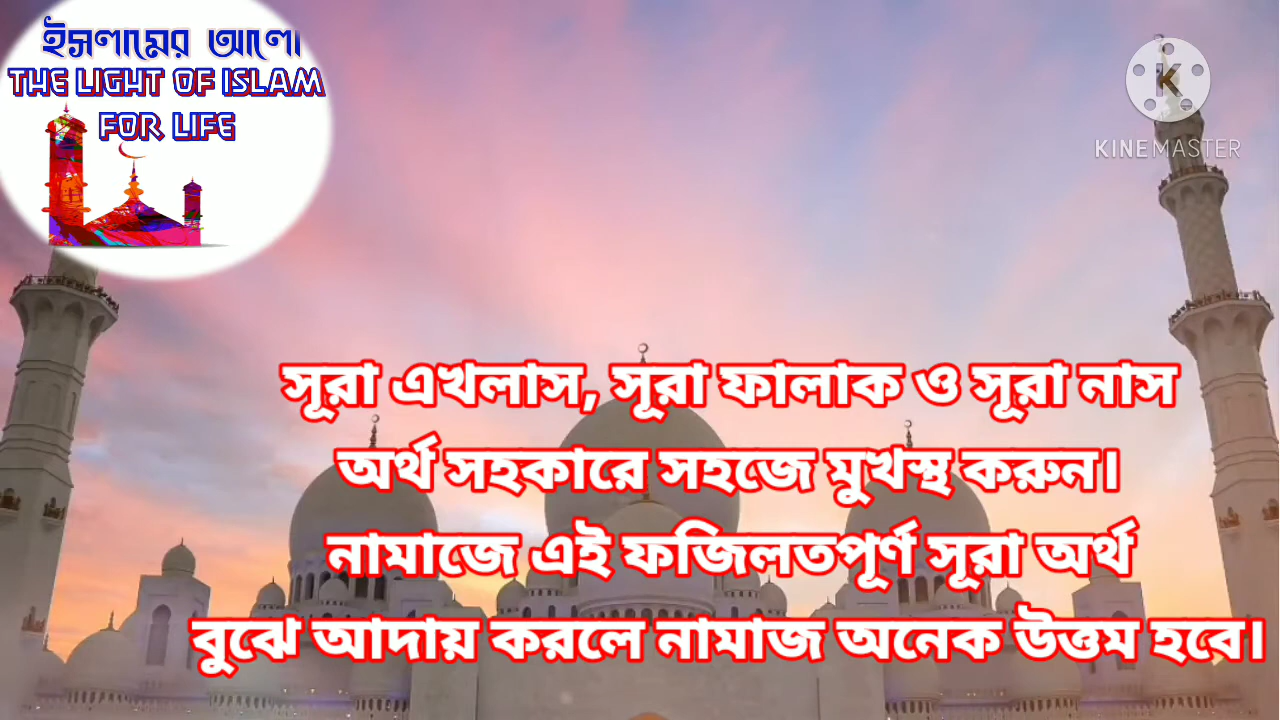 ইসলামের আলো
THE LIGHT OF ISLAM
FOR LIFE
K
KINEMASTER
সূরা এখলাস, সূরা ফালাক ও সূরা নাস
অর্থ সহকারে সহজে মুখস্থ করুন।
নামাজে এই ফজিলতপূর্ণ সূরা অর্থ
বুঝে আদায় করলে নামাজ অনেক উত্তম হবে।